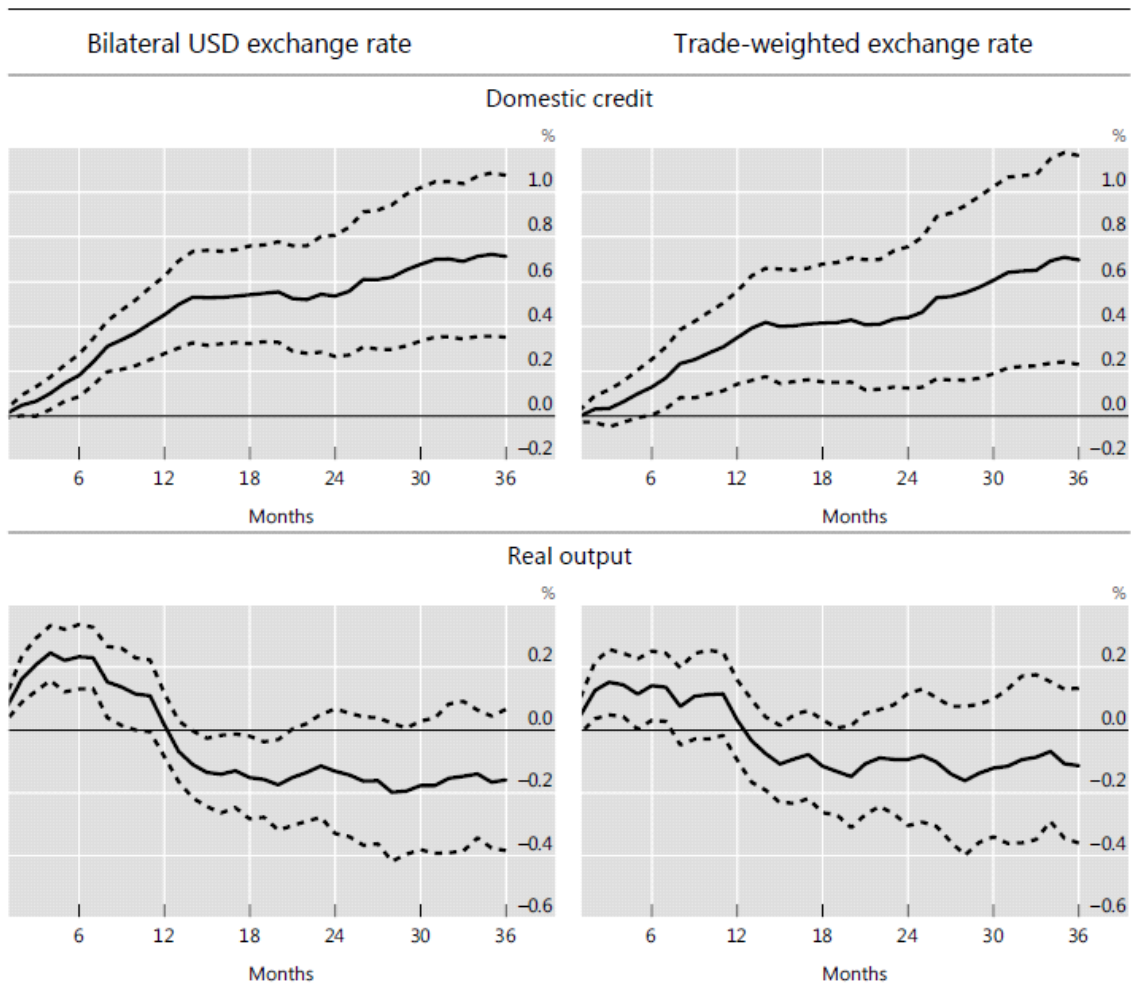 Bilateral USD exchange rate
Trade-weighted exchange rate
Domestic credit
%
1.0
0.8
0.6
0.4
0.2
0.0
–0.2
6 12 18 24 30 36
Months
%
1.0
0.8
0.6
0.4
0.2
0.0
–0.2
6 12 18 24 30 36
Months
Real output
%
0.2
0.0
–0.2
–0.4
–0.6
6 12 18 24 30 36
Months
%
0.2
0.0
–0.2
–0.4
–0.6
6 12 18 24 30 36
Months